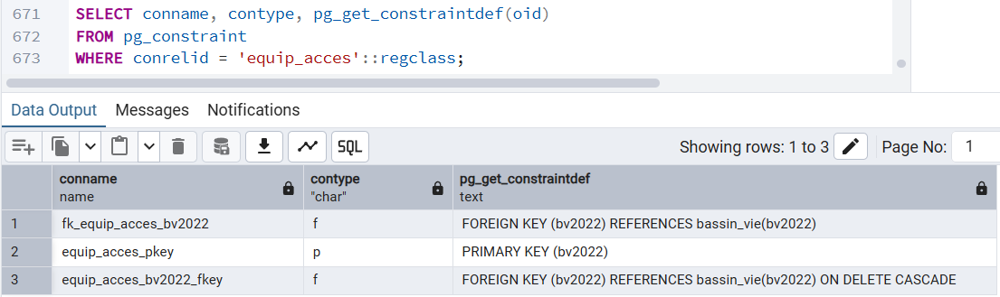 671 SELECT conname, contype, pg_get_constraintdef(oid)
672 FROM pg_constraint
673 WHERE conrelid = 'equip_acces'::regclass;
Data Output Messages Notifications
SQL Showing rows: 1 to 3 Page No: 1
conname contype pg_get_constraintdef
name "char" text
1 fk_equip_acces_bv2022 f FOREIGN KEY (bv2022) REFERENCES bassin_vie(bv2022)
2 equip_acces_pkey p PRIMARY KEY (bv2022)
3 equip_acces_bv2022_fkey f FOREIGN KEY (bv2022) REFERENCES bassin_vie(bv2022) ON DELETE CASCADE